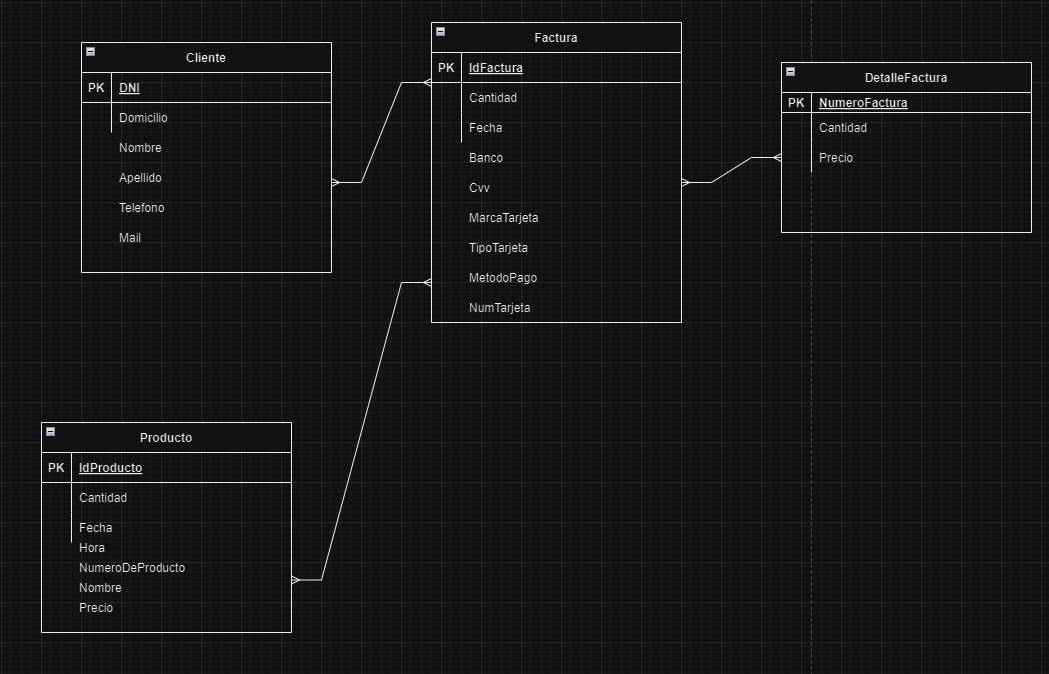 Cliente
PK DNI
Domicilio
Nombre
Apellido
Telefono
Mail
Factura
PK IdFactura
Cantidad
Fecha
Banco
Cvv
MarcaTarjeta
TipoTarjeta
MetodoPago
NumTarjeta
DetalleFactura
PK NumeroFactura
Cantidad
Precio
Producto
PK IdProducto
Cantidad
Fecha
Hora
NumeroDeProducto
Nombre
Precio